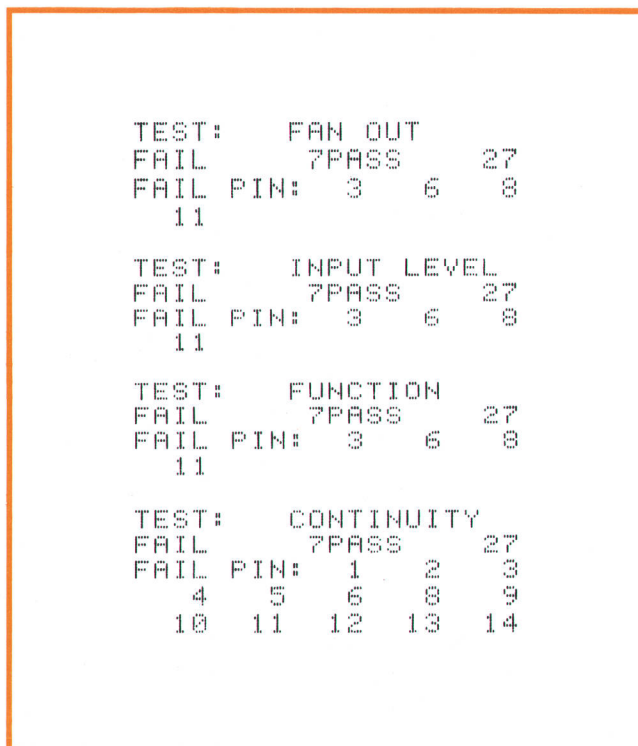 TEST: FAN OUT
FAIL 7PASS 27
FAIL PIN: 3 6 8
11
TEST: INPUT LEVEL
FAIL 7PASS 27
FAIL PIN: 3 6 8
11
TEST: FUNCTION
FAIL 7PASS 27
FAIL PIN: 3 6 8
11
TEST: CONTINUITY
FAIL 7PASS 27
FAIL PIN: 1 2 3
4 5 6 8 9
10 11 12 13 14